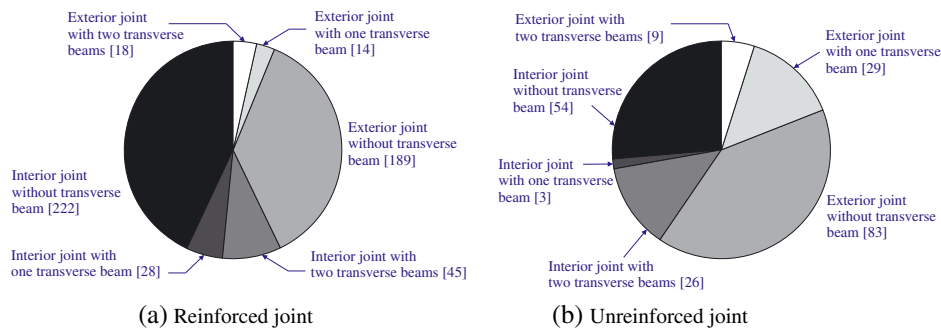 Exterior joint
with two transverse
beams [18]
Exterior joint
with one transverse
beam [14]
Exterior joint
without transverse
beam [189]
Interior joint
without transverse
beam [222]
Interior joint with
one transverse beam [28]
Interior joint with
two transverse beams [45]
(a) Reinforced joint
Exterior joint with
two transverse beams [9]
Exterior joint
with one transverse
beam [29]
Interior joint
without transverse
beam [54]
Interior joint
with one transverse
beam [3]
Exterior joint
without transverse
beam [83]
Interior joint with
two transverse beams [26]
(b) Unreinforced joint